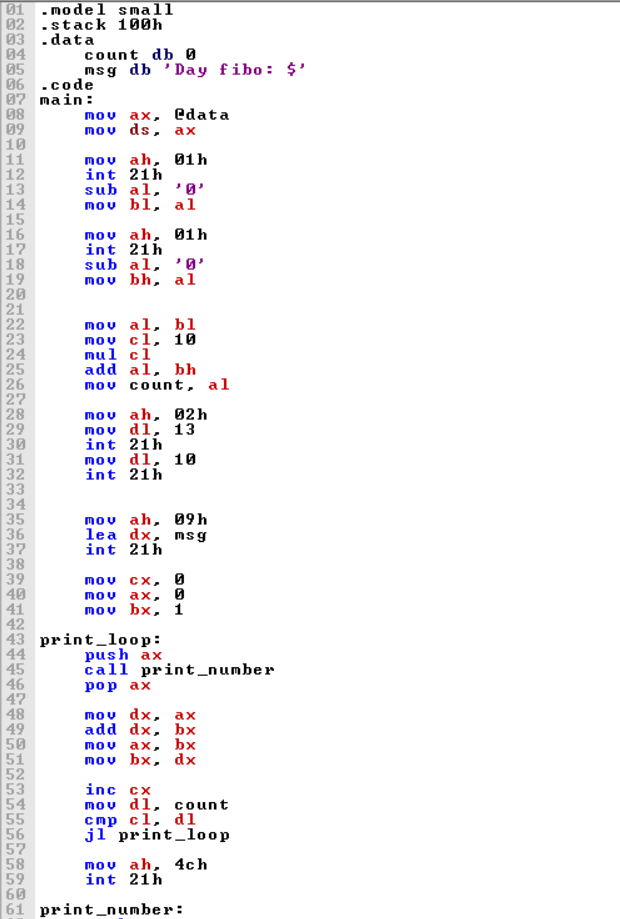 01 .model small
02 .stack 100h
03 .data
04     count db 0
05     msg db 'Day fibo: $'
06 .code
07 main:
08     mov ax, @data
09     mov ds, ax
10
11     mov ah, 01h
12     int 21h
13     sub al, '0'
14     mov bl, al
15
16     mov ah, 01h
17     int 21h
18     sub al, '0'
19     mov bh, al
20
21
22     mov al, bl
23     mov cl, 10
24     mul cl
25     add al, bh
26     mov count, al
27
28     mov ah, 02h
29     mov dl, 13
30     int 21h
31     mov dl, 10
32     int 21h
33
34
35     mov ah, 09h
36     lea dx, msg
37     int 21h
38
39     mov cx, 0
40     mov ax, 0
41     mov bx, 1
42
43 print_loop:
44     push ax
45     call print_number
46     pop ax
47
48     mov dx, ax
49     add dx, bx
50     mov ax, bx
51     mov bx, dx
52
53     inc cx
54     mov dl, count
55     cmp cl, dl
56     jl print_loop
57
58     mov ah, 4ch
59     int 21h
60
61 print_number: